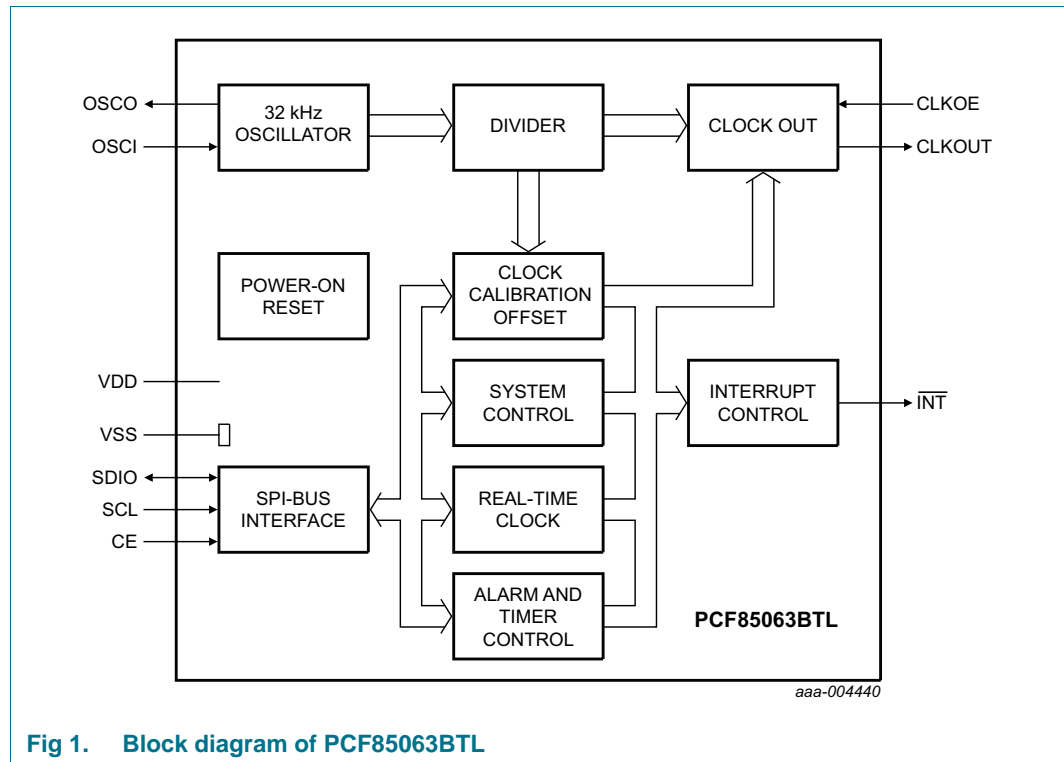 OSCO
OSCI
32 kHz
OSCILLATOR
DIVIDER
CLOCK OUT
CLKOE
CLKOUT
POWER-ON
RESET
CLOCK
CALIBRATION
OFFSET
VDD
VSS
SDIO
SCL
CE
SYSTEM
CONTROL
INTERRUPT
CONTROL
INT
SPI-BUS
INTERFACE
REAL-TIME
CLOCK
ALARM AND
TIMER
CONTROL
PCF85063BTL
aaa-004440
Fig 1. Block diagram of PCF85063BTL